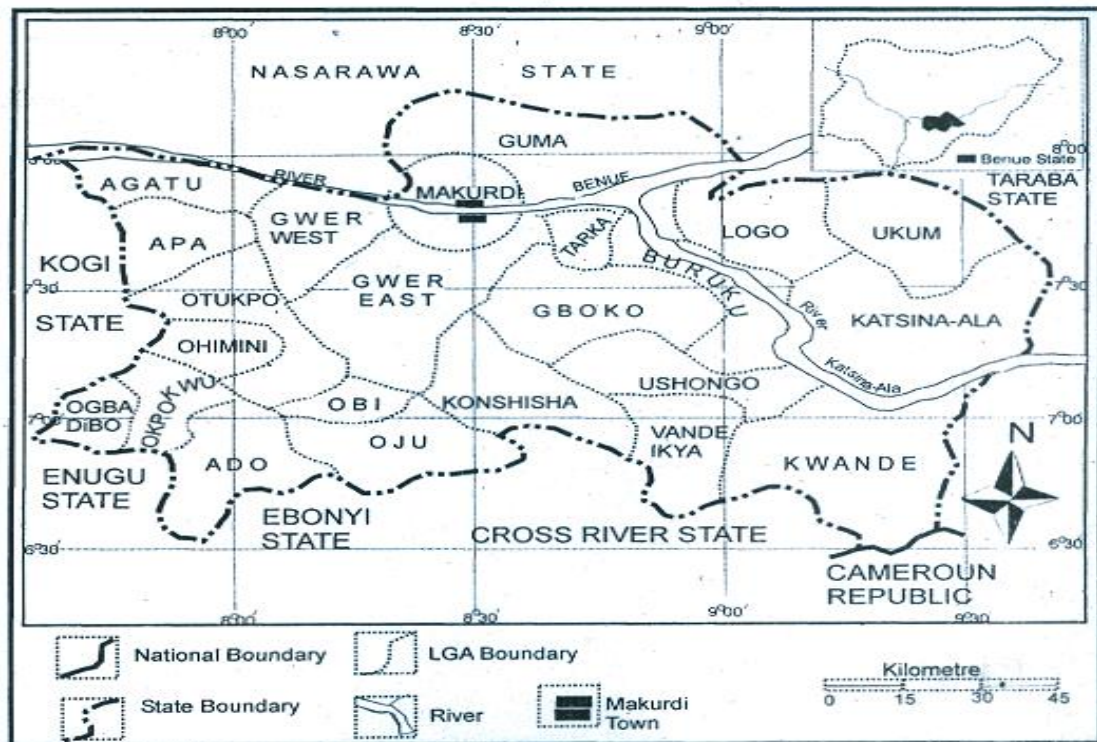 8°00′ 8°30′ 9°00′
NASARAWA STATE
GUMA
Benue State
8°00
TARABA STATE
RIVER BENUE
MAKURDI
AGATU
GWER WEST
APA
TARKA
LOGO
UKUM
KOGI STATE
7°30′
GWER EAST
BURUKU
7°30′
OTUKPO
GBOKO
River Katsina-Ala
KATSINA-ALA
OHIMINI
USHONGO
OGBA DiBO
OKPOKWU
OBI
KONSHISHA
7°00′
7°00
OJU
VANDE IKYA
N
ADO
KWANDE
ENUGU STATE
EBONYI STATE
CROSS RIVER STATE
6°30′
6°30′
CAMEROUN REPUBLIC
8°00′ 8°30′ 9°00′ 9°30′
National Boundary
LGA Boundary
Kilometre
0 15 30 45
State Boundary
River
Makurdi Town